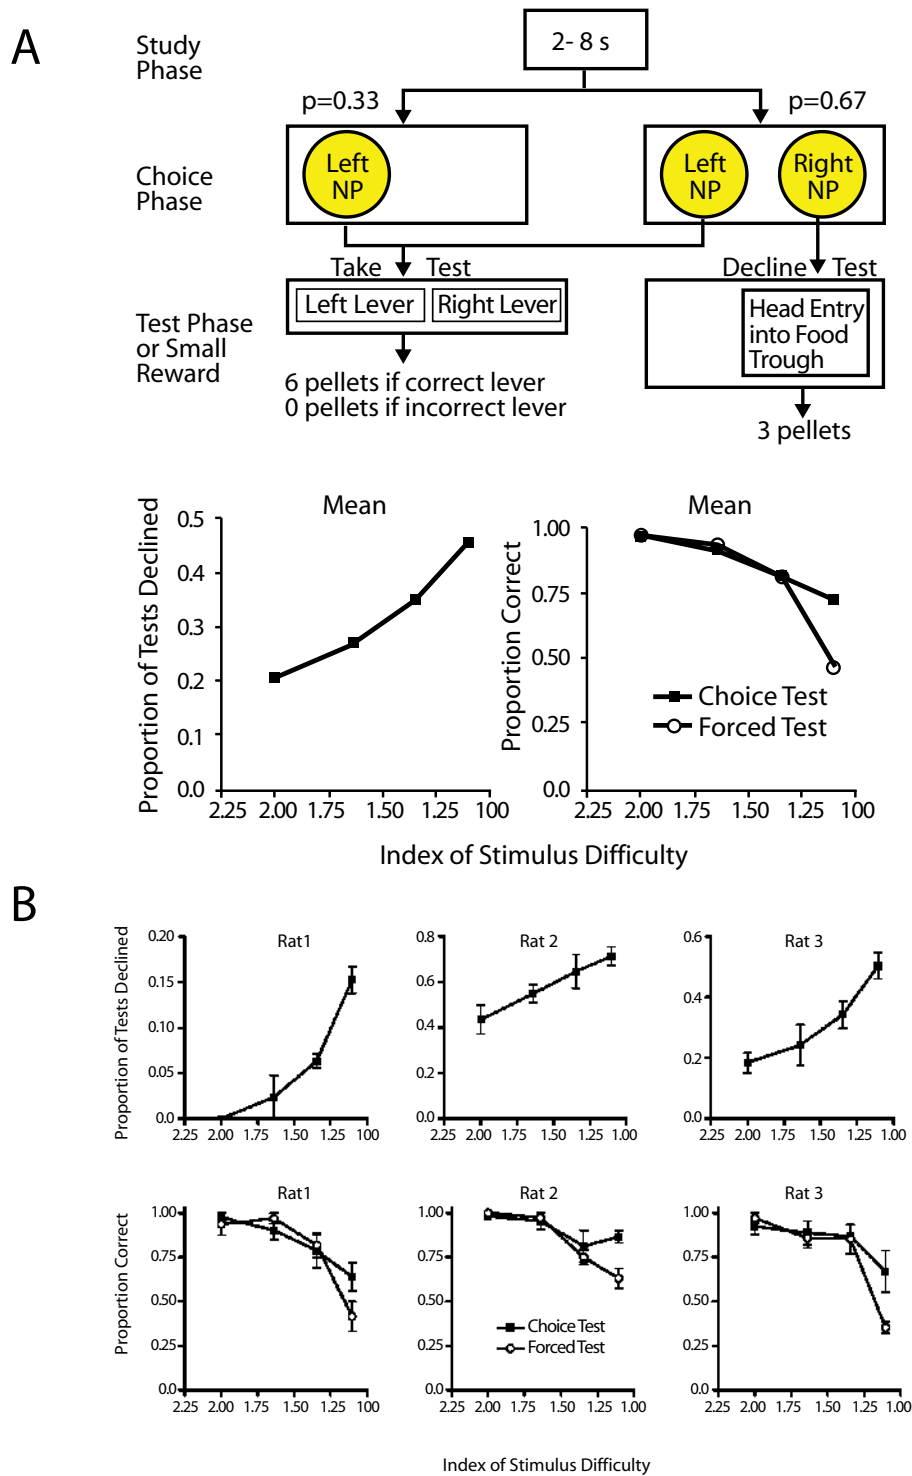 A
Study
Phase
2- 8 s
p=0.33
p=0.67
Choice
Phase
Left
NP
Left
NP
Right
NP
Take Test
Decline Test
Test Phase
or Small
Reward
Left Lever
Right Lever
Head Entry
into Food
Trough
6 pellets if correct lever
0 pellets if incorrect lever
3 pellets
Mean
Proportion of Tests Declined
0.5
0.4
0.3
0.2
0.1
0.0
2.25 2.00 1.75 1.50 1.25 100
Mean
Proportion Correct
1.00
0.75
0.50
0.25
0.0
Choice Test
Forced Test
2.25 2.00 1.75 1.50 1.25 100
Index of Stimulus Difficulty
B
Proportion of Tests Declined
Rat1
0.20
0.15
0.10
0.05
0.0
2.25 2.00 1.75 1.50 1.25 100
Rat 2
0.8
0.6
0.4
0.2
0.0
2.25 2.00 1.75 1.50 1.25 1.00
Rat 3
0.6
0.4
0.2
0.0
2.25 2.00 1.75 1.50 1.25 1.00
Proportion Correct
Rat1
1.00
0.75
0.50
0.25
0.0
2.25 2.00 1.75 1.50 1.25 100
Rat 2
1.00
0.75
0.50
0.25
0.0
Choice Test
Forced Test
2.25 2.00 1.75 1.50 1.25 1.00
Rat 3
1.00
0.75
0.50
0.25
0.0
2.25 2.00 1.75 1.50 1.25 1.00
Index of Stimulus Difficulty